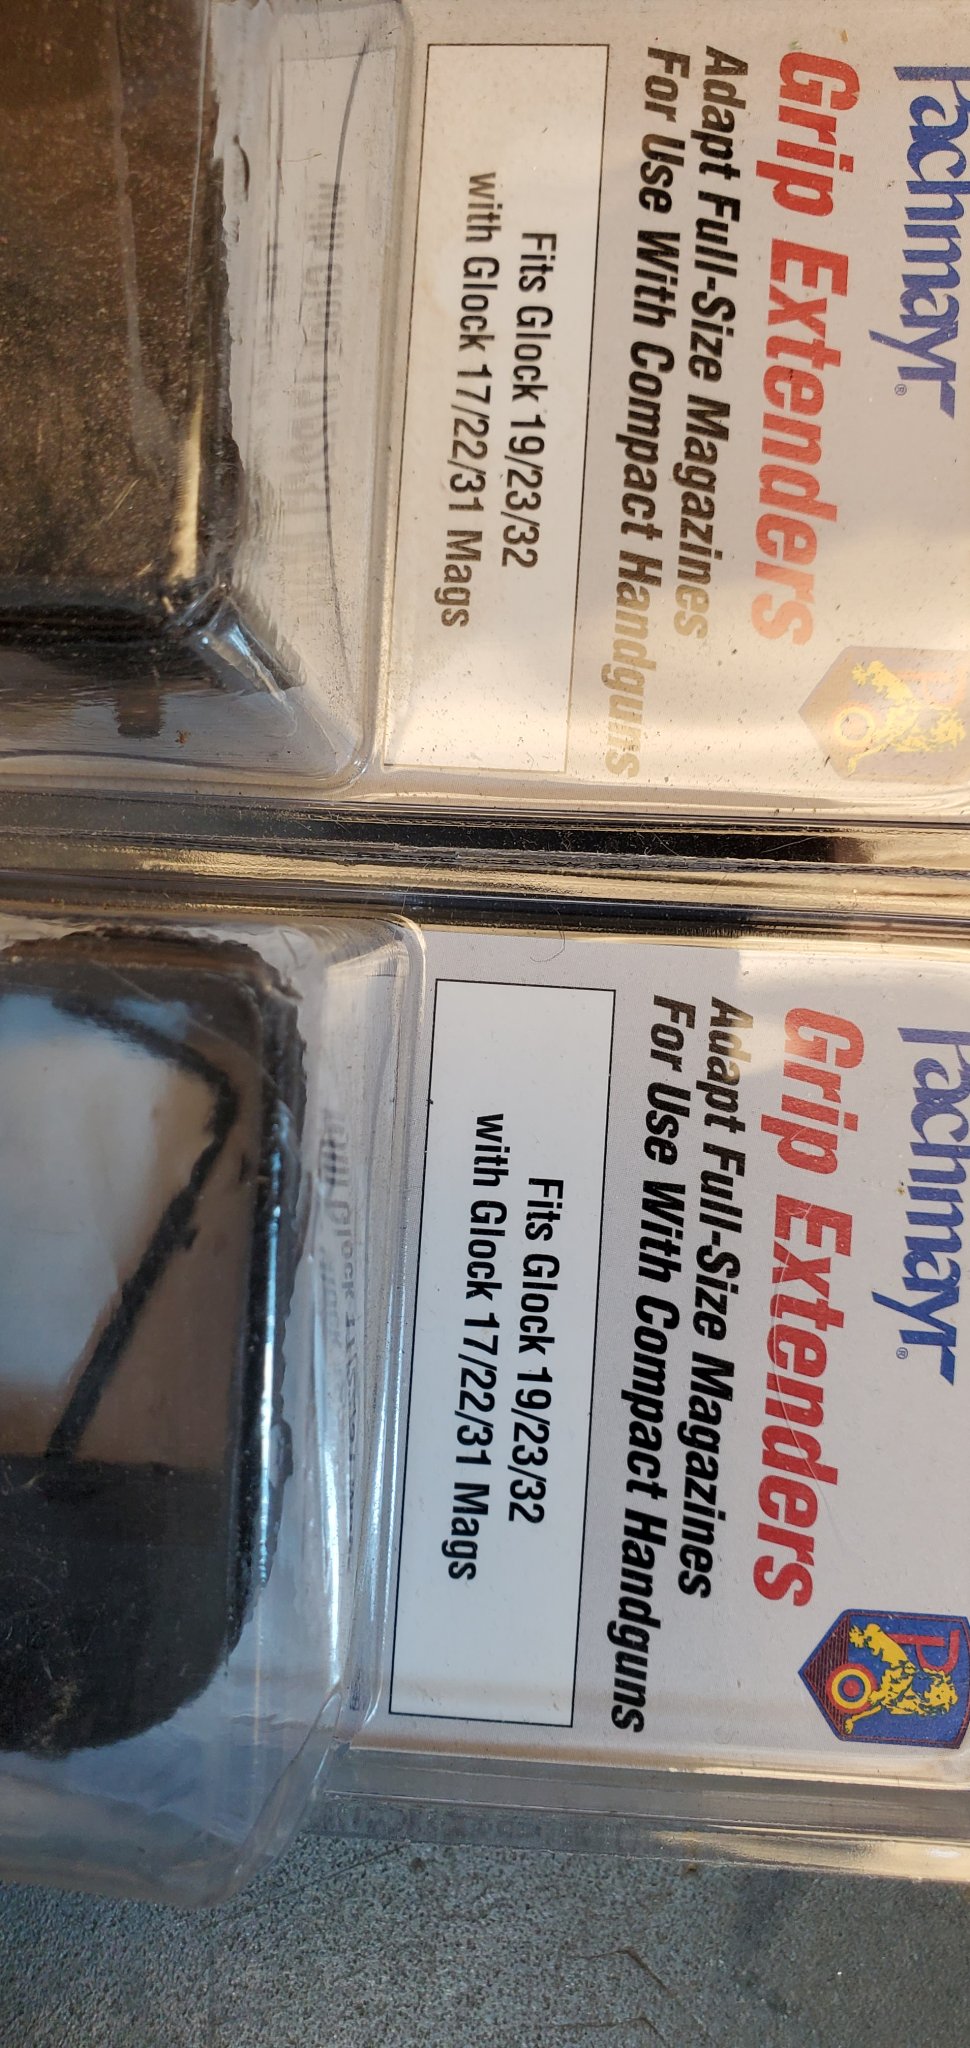 Pachmayr®
Grip Extenders
Adapt Full-Size Magazines
For Use With Compact Handguns
Fits Glock 19/23/32
with Glock 17/22/31 Mags
Pachmayr®
Grip Extenders
Adapt Full-Size Magazines
For Use With Compact Handguns
Fits Glock 19/23/32
with Glock 17/22/31 Mags